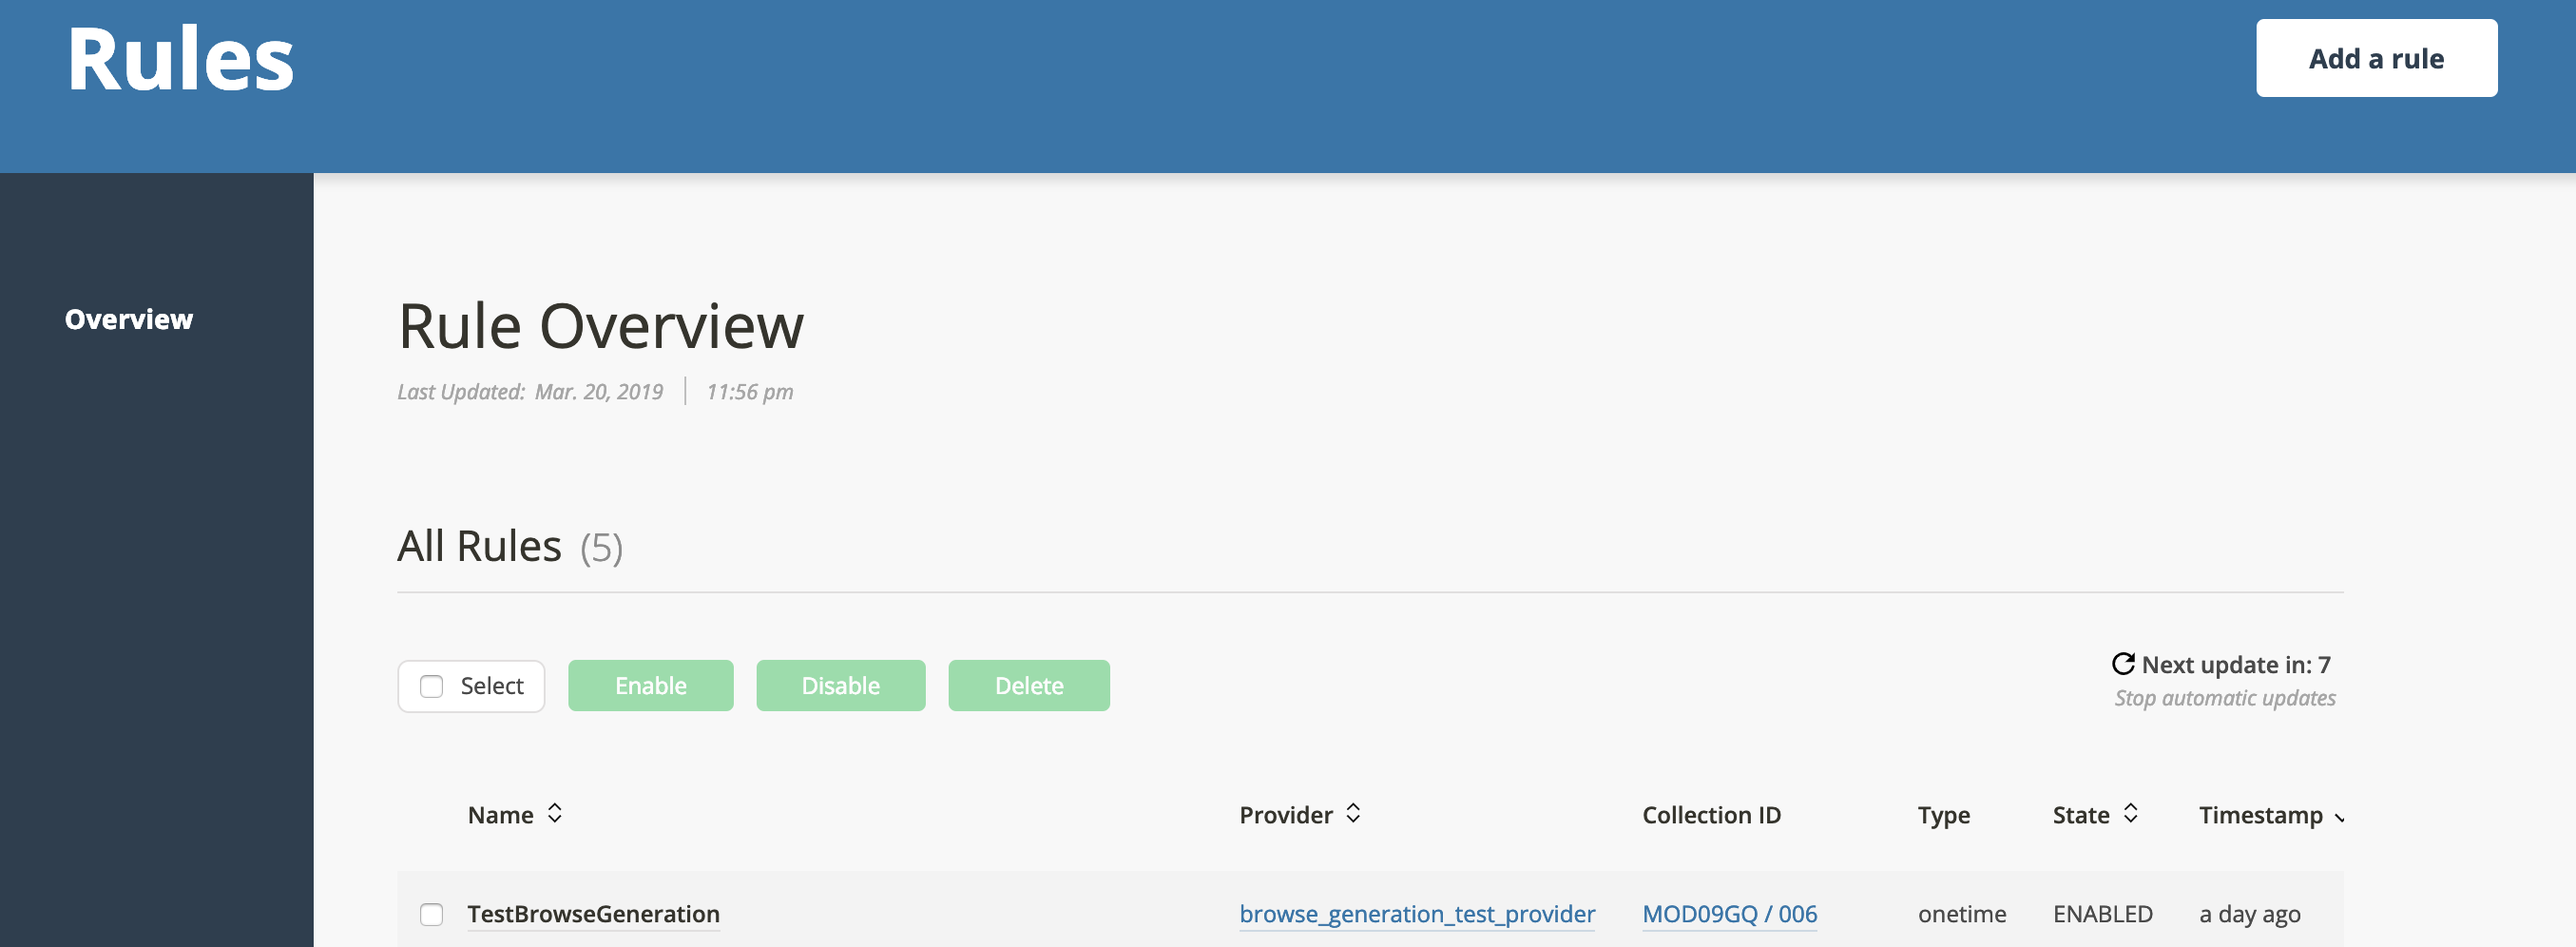 Rules
Add a rule
Overview
Rule Overview
Last Updated: Mar. 20, 2019 | 11:56 pm
All Rules (5)
Select Enable Disable Delete
Next update in: 7
Stop automatic updates
Name Provider Collection ID Type State Timestamp
TestBrowseGeneration browse_generation_test_provider MOD09GQ / 006 onetime ENABLED a day ago